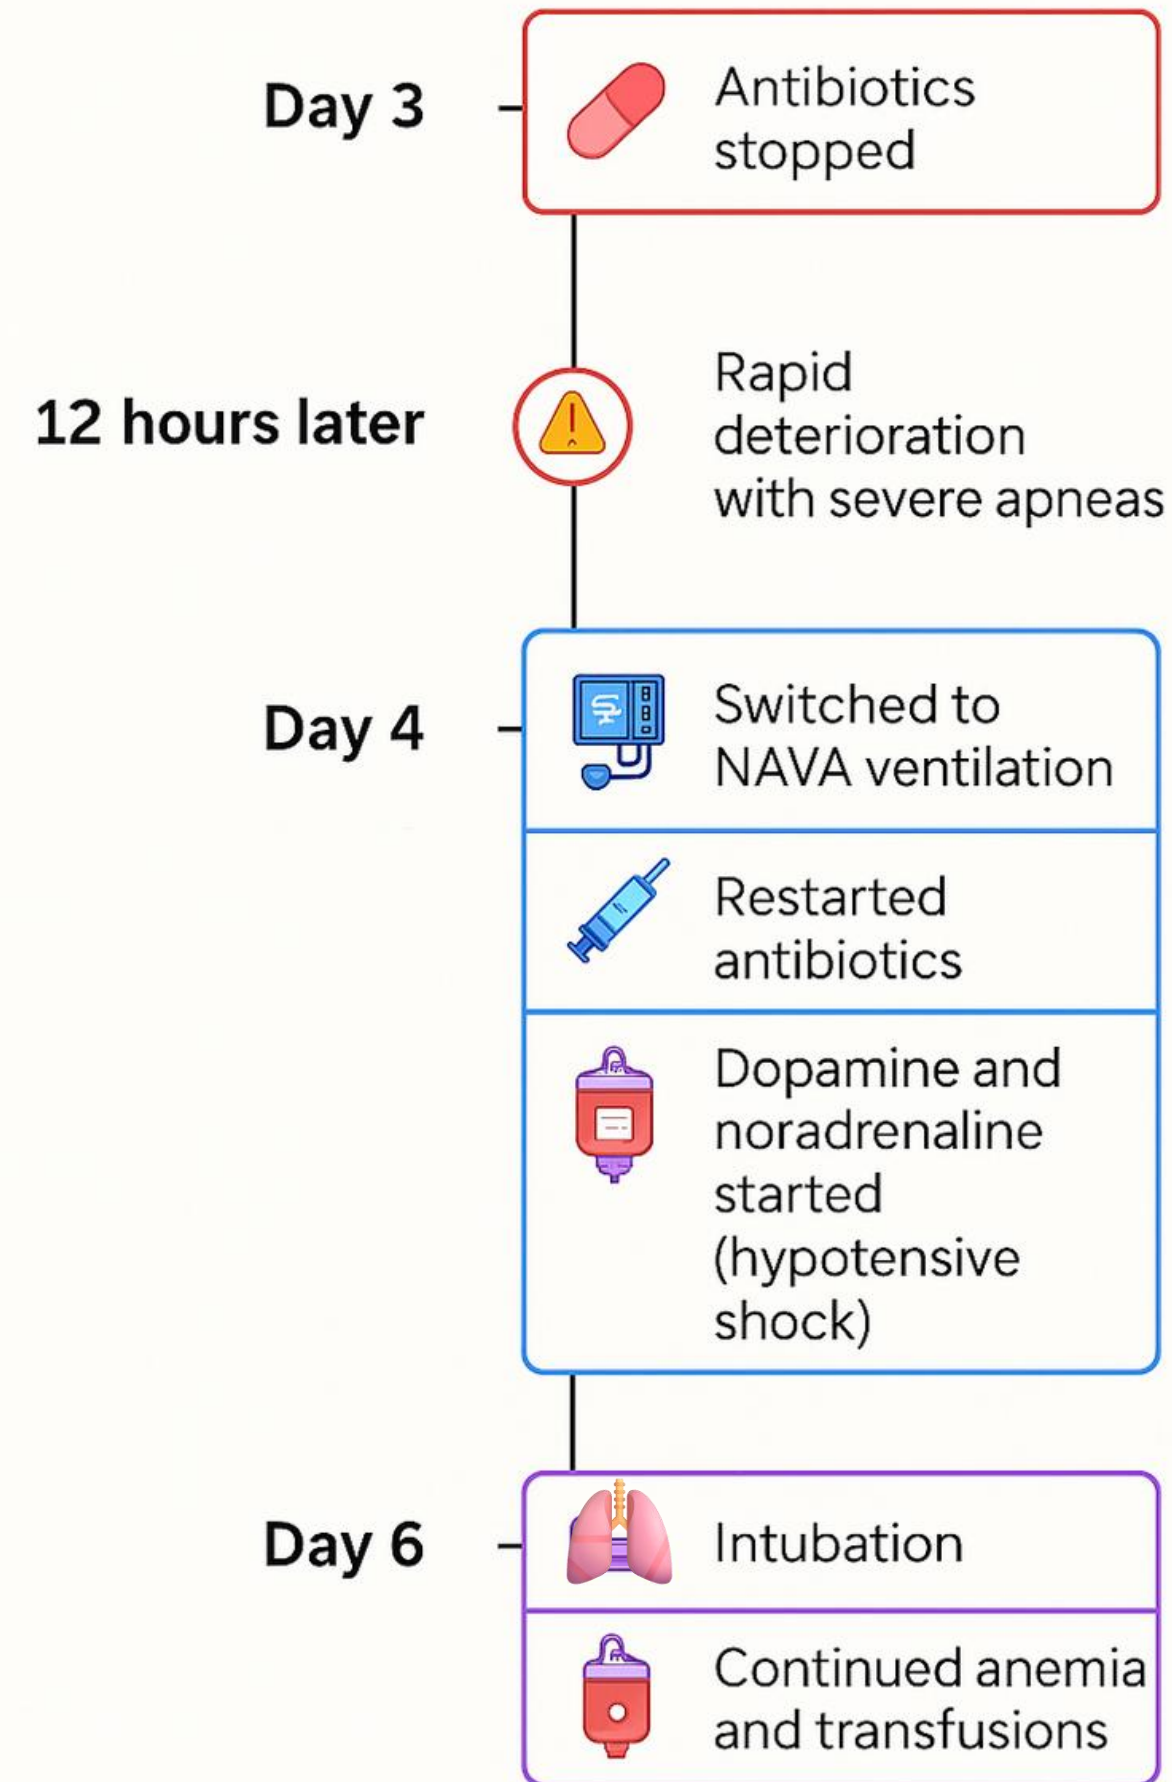 Day 3
Antibiotics
stopped
12 hours later
Rapid
deterioration
with severe apneas
Day 4
Switched to
NAVA ventilation
Restarted
antibiotics
Dopamine and
noradrenaline
started
(hypotensive
shock)
Day 6
Intubation
Continued anemia
and transfusions